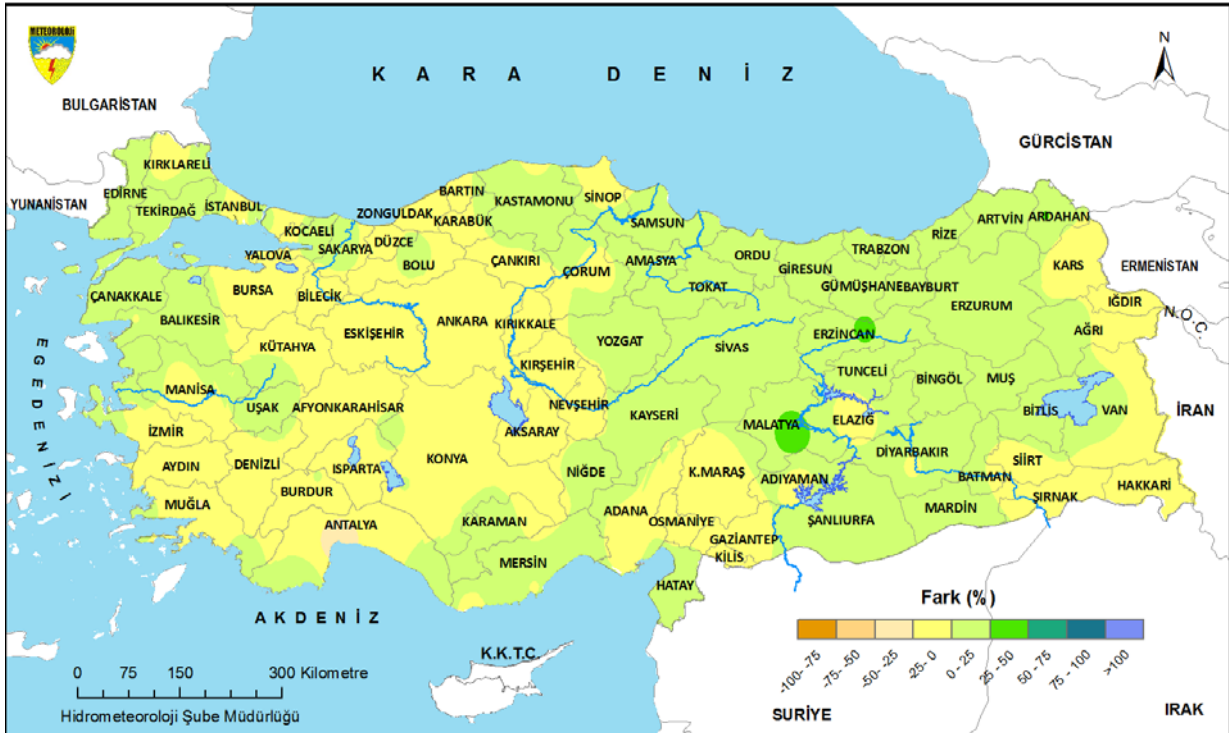 METEOROLOJİ
N
K A R A   D E N İ Z
BULGARİSTAN
GÜRCİSTAN
YUNANİSTAN
ERMENİSTAN
N.O.C.
İRAN
E G E D E N İ Z İ
KIRKLARELİ
EDİRNE
TEKİRDAĞ
İSTANBUL
KOCAELİ
YALOVA
SAKARYA
ZONGULDAK
BARTIN
KARABÜK
KASTAMONU
SİNOP
SAMSUN
DÜZCE
BOLU
ÇANKIRI
ÇORUM
AMASYA
ORDU
GİRESUN
TRABZON
RİZE
ARTVİN
ARDAHAN
KARS
IĞDIR
TOKAT
GÜMÜŞHANE
BAYBURT
ERZURUM
AĞRI
ÇANAKKALE
BALIKESİR
BURSA
BİLECİK
ESKİŞEHİR
ANKARA
KIRIKKALE
YOZGAT
SİVAS
ERZİNCAN
TUNCELİ
BİNGÖL
MUŞ
BİTLİS
VAN
KÜTAHYA
KIRŞEHİR
NEVŞEHİR
KAYSERİ
MALATYA
ELAZIĞ
DİYARBAKIR
MANİSA
UŞAK
AFYONKARAHİSAR
AKSARAY
İZMİR
AYDIN
DENİZLİ
ISPARTA
KONYA
NİĞDE
K.MARAŞ
ADIYAMAN
BATMAN
SİİRT
ŞIRNAK
HAKKARİ
MARDİN
MUĞLA
BURDUR
ANTALYA
KARAMAN
MERSİN
ADANA
OSMANİYE
GAZİANTEP
KİLİS
ŞANLIURFA
HATAY
A K D E N İ Z
K.K.T.C.
SURİYE
IRAK
Fark (%)
-100- -75
-75- -50
-50- -25
-25- 0
0 - 25
25 - 50
50 - 75
75 - 100
>100
0 75 150 300 Kilometre
Hidrometeoroloji Şube Müdürlüğü